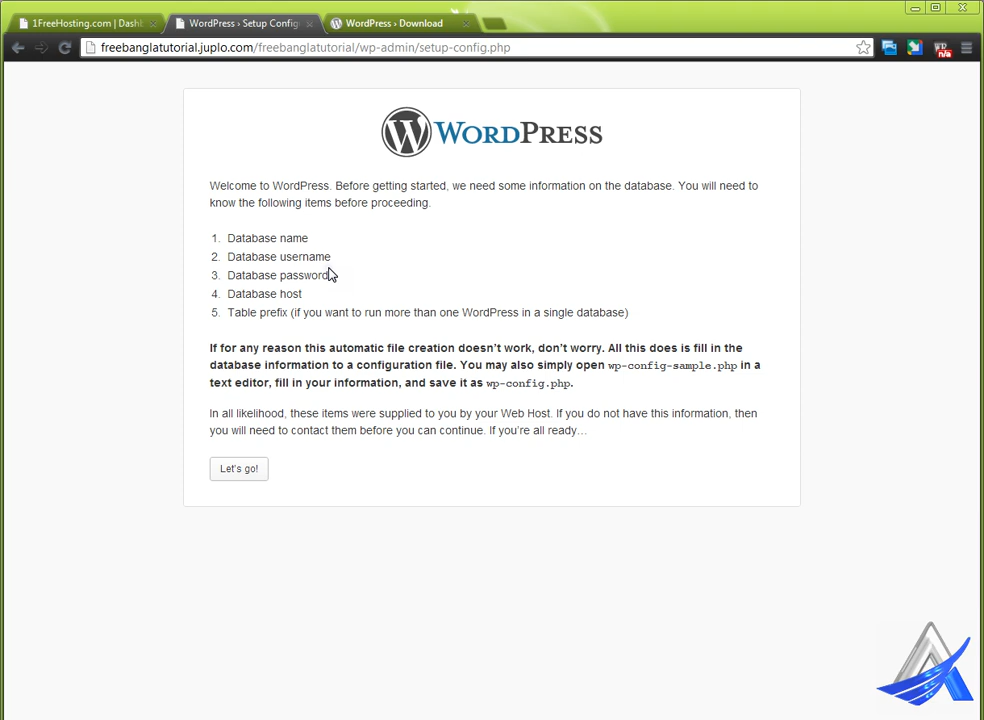 1FreeHosting.com | Dashl
WordPress › Setup Config
WordPress › Download
freebanglatutorial.juplo.com/freebanglatutorial/wp-admin/setup-config.php
n/a
WORDPRESS
Welcome to WordPress. Before getting started, we need some information on the database. You will need to
know the following items before proceeding.
1. Database name
2. Database username
3. Database password
4. Database host
5. Table prefix (if you want to run more than one WordPress in a single database)
If for any reason this automatic file creation doesn’t work, don’t worry. All this does is fill in the
database information to a configuration file. You may also simply open wp-config-sample.php in a
text editor, fill in your information, and save it as wp-config.php.
In all likelihood, these items were supplied to you by your Web Host. If you do not have this information, then
you will need to contact them before you can continue. If you’re all ready…
Let’s go!